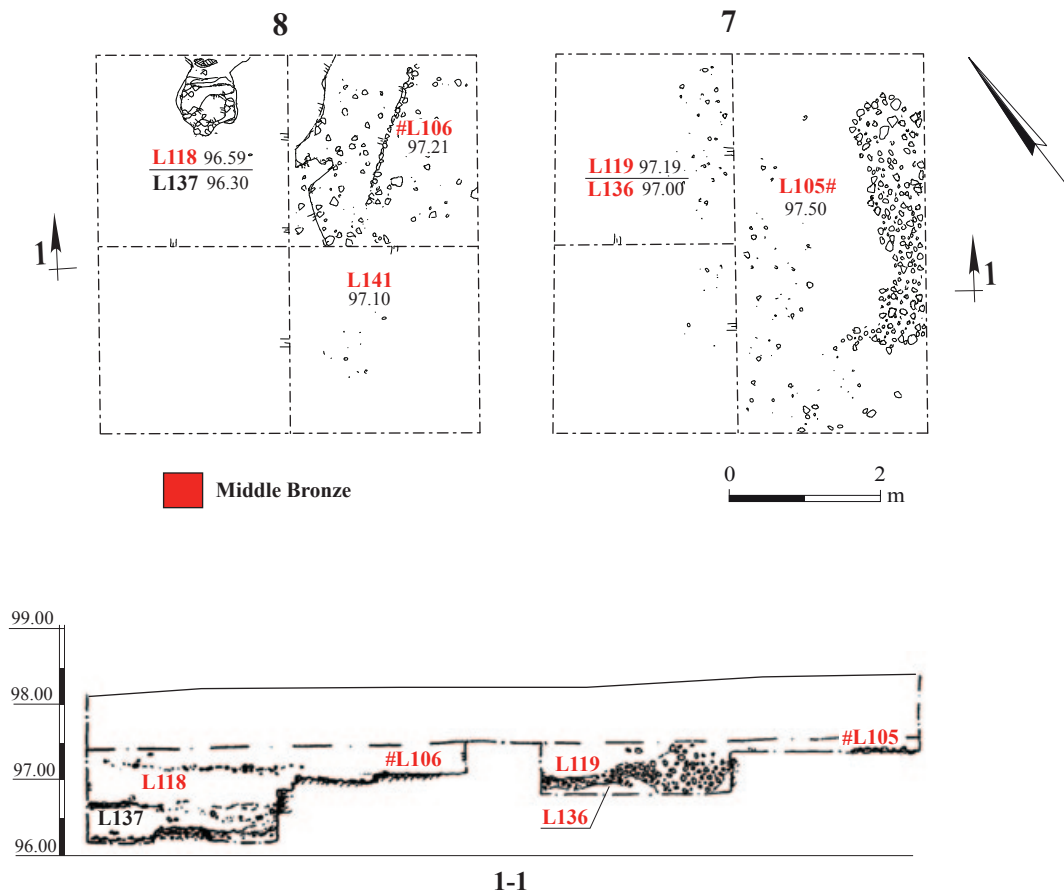 8
7
#L106
97.21
L118 96.59
L137 96.30
L119 97.19
L136 97.00
L105#
97.50
1
1
L141
97.10
Middle Bronze
0 2
m
99.00
98.00
97.00
96.00
#L105
#L106
L119
L118
L137
L136
1-1